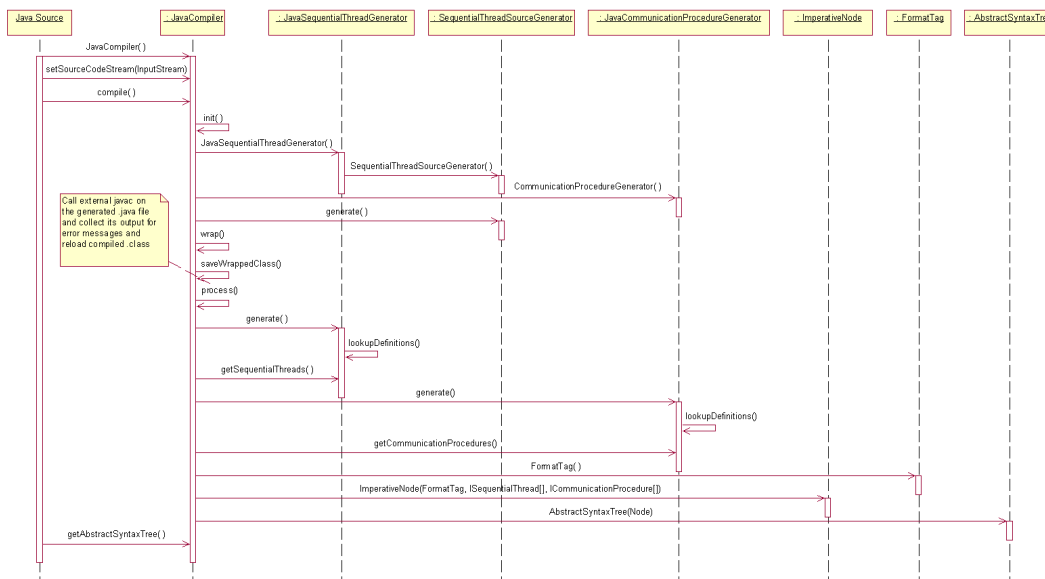 Java Source
: JavaCompiler
: JavaSequentialThreadGenerator
: SequentialThreadSourceGenerator
: JavaCommunicationProcedureGenerator
: ImperativeNode
: FormatTag
: AbstractSyntaxTre
JavaCompiler( )
setSourceCodeStream(InputStream)
compile( )
init( )
JavaSequentialThreadGenerator( )
SequentialThreadSourceGenerator( )
CommunicationProcedureGenerator( )
Call external javac on
the generated .java file
and collect its output for
error messages and
reload compiled .class
generate( )
wrap()
saveWrappedClass()
process()
generate( )
lookupDefinitions()
getSequentialThreads( )
generate()
lookupDefinitions()
getCommunicationProcedures()
FormatTag( )
ImperativeNode(FormatTag, ISequentialThread[], ICommunicationProcedure[])
AbstractSyntaxTree(Node)
getAbstractSyntaxTree( )